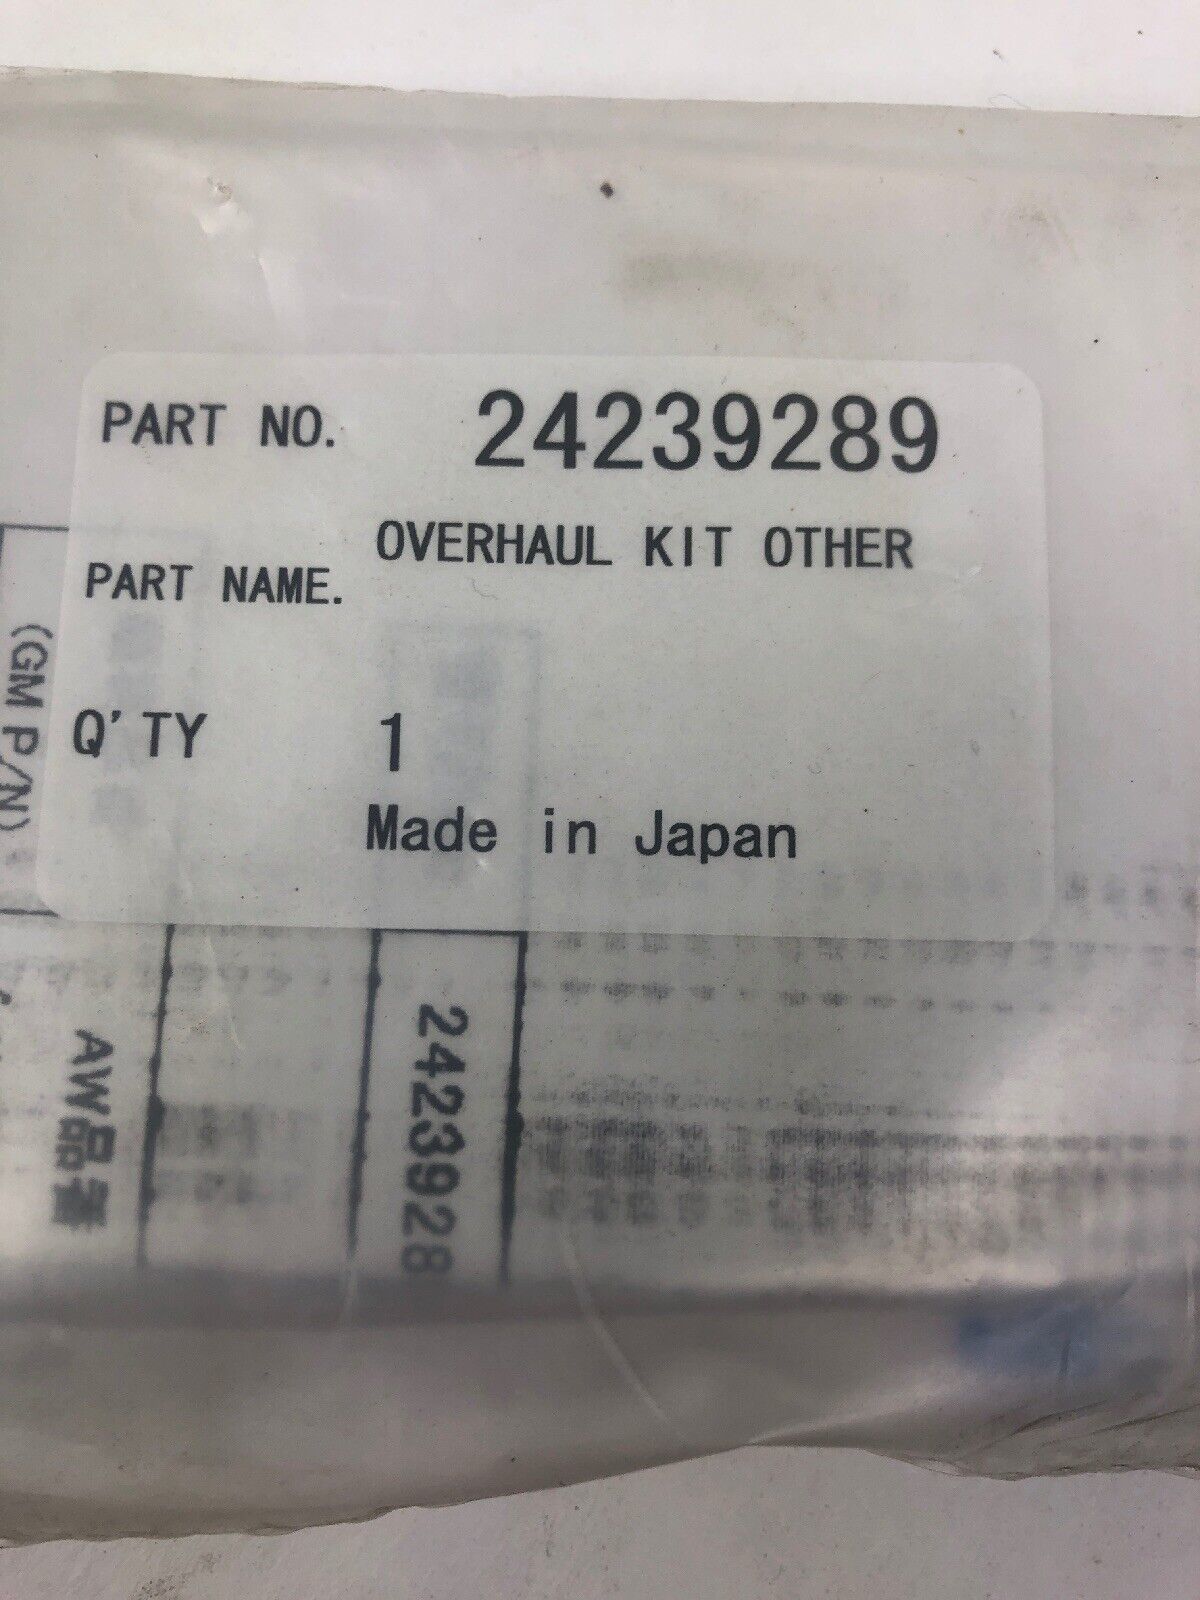 PART NO. 24239289
OVERHAUL KIT OTHER
PART NAME.
Q'TY 1
Made in Japan
(GM P/N)
AW品番
2423928